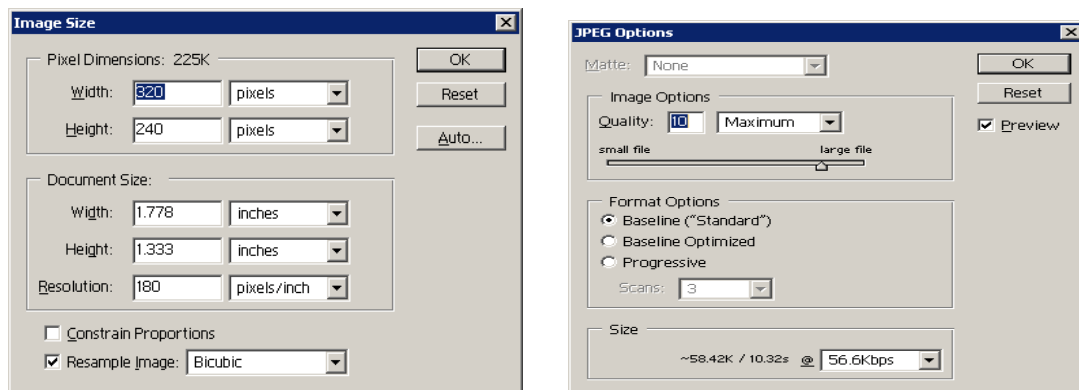 Image Size
Pixel Dimensions: 225K
OK
Width: 320 pixels
Reset
Height: 240 pixels
Auto...
Document Size:
Width: 1.778 inches
Height: 1.333 inches
Resolution: 180 pixels/inch
Constrain Proportions
Resample Image: Bicubic
JPEG Options
Matte: None
OK
Image Options
Reset
Quality: 10 Maximum
Preview
small file large file
Format Options
Baseline ("Standard")
Baseline Optimized
Progressive
Scans: 3
Size
~58.42K / 10.32s @ 56.6Kbps